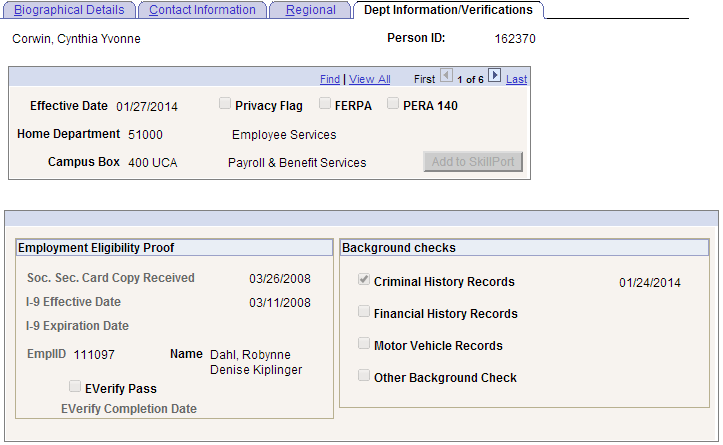 Biographical Details Contact Information Regional Dept Information/Verifications
Corwin, Cynthia Yvonne Person ID: 162370
Find | View All First 1 of 6 Last
Effective Date 01/27/2014 Privacy Flag FERPA PERA 140
Home Department 51000 Employee Services
Campus Box 400 UCA Payroll & Benefit Services Add to SkillPort
Employment Eligibility Proof
Soc. Sec. Card Copy Received 03/26/2008
I-9 Effective Date 03/11/2008
I-9 Expiration Date
EmplID 111097 Name Dahl, Robynne
Denise Kiplinger
EVerify Pass
EVerify Completion Date
Background checks
Criminal History Records 01/24/2014
Financial History Records
Motor Vehicle Records
Other Background Check